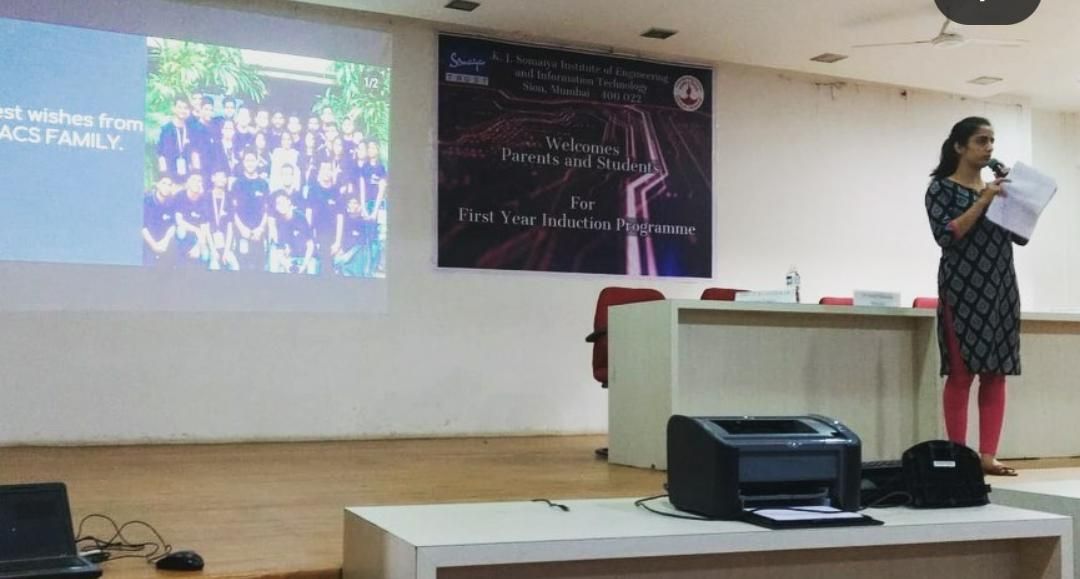 est wishes from
ACS FAMILY.
1/2
Somaiya
TRUST
K. J. Somaiya Institute of Engineering
and Information Technology
Sion, Mumbai 400 022
Welcomes
Parents and Students
For
First Year Induction Programme